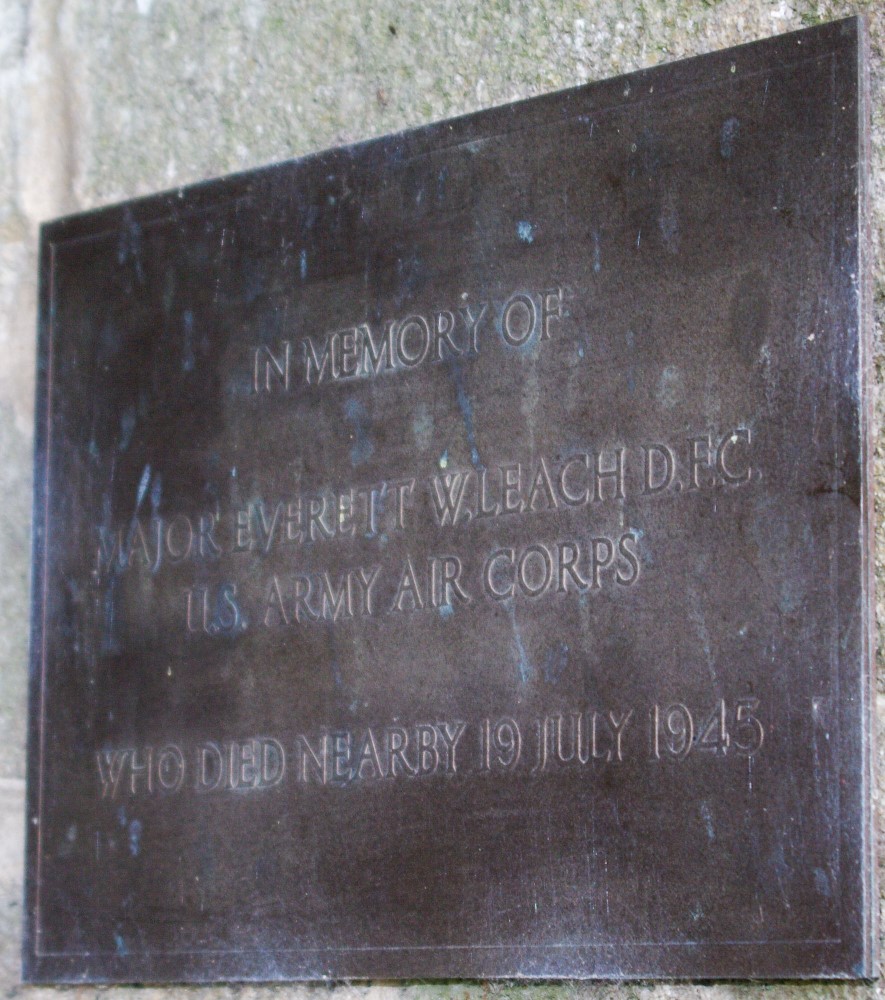 IN MEMORY OF
MAJOR EVERETT W. LEACH D.F.C.
U.S. ARMY AIR CORPS
WHO DIED NEARBY 19 JULY 1945